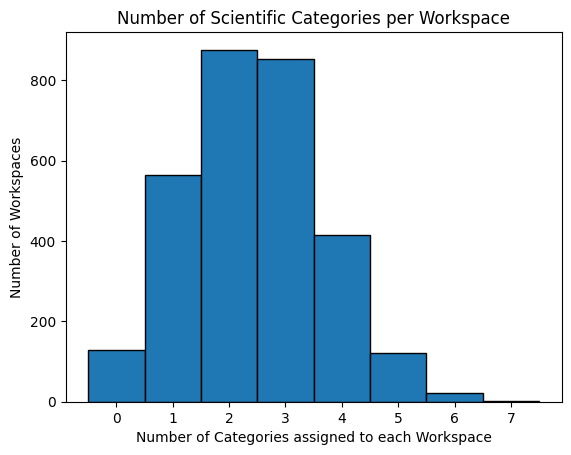 Number of Scientific Categories per Workspace
Number of Workspaces
800
600
400
200
0
0 1 2 3 4 5 6 7
Number of Categories assigned to each Workspace